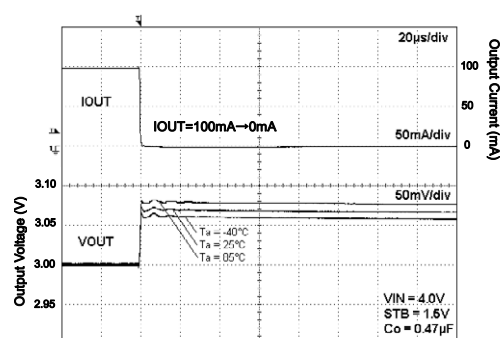 20µs/div
Output Current (mA)
100
IOUT
50
IOUT=100mA→0mA
50mA/div
0
3.10
50mV/div
3.05
Output Voltage (V)
VOUT
Ta = -40°C
Ta = 25°C
Ta = 85°C
3.00
2.95
VIN = 4.0V
STB = 1.5V
Co = 0.47µF